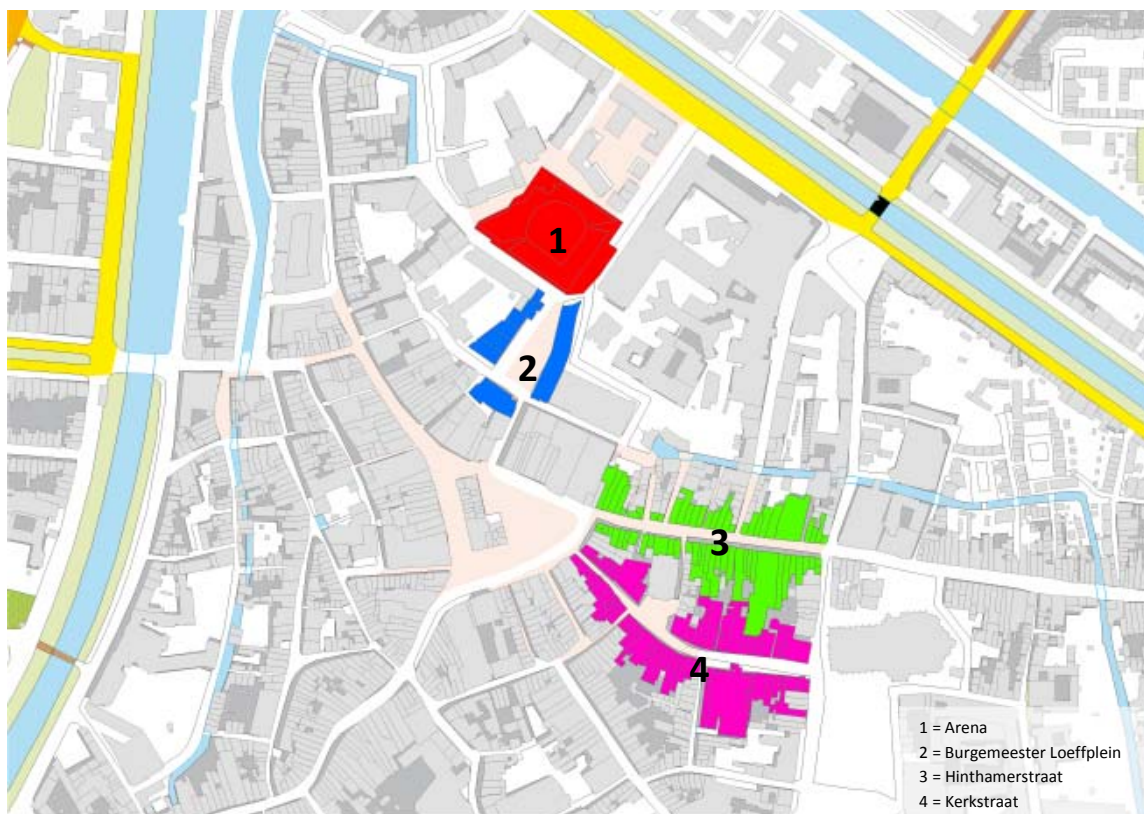 1
2
3
4
1 = Arena
2 = Burgemeester Loeffplein
3 = Hinthamerstraat
4 = Kerkstraat